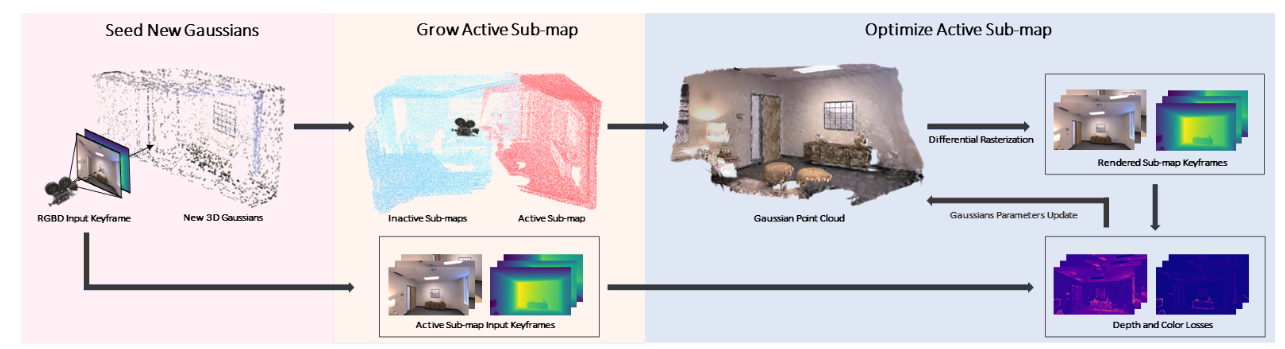 Seed New Gaussians
Grow Active Sub-map
Optimize Active Sub-map
RGBD Input Keyframe
New 3D Gaussians
Inactive Sub-maps
Active Sub-map
Gaussian Point Cloud
Differential Rasterization
Rendered Sub-map Keyframes
Gaussians Parameters Update
Active Sub-map Input Keyframes
Depth and Color Losses